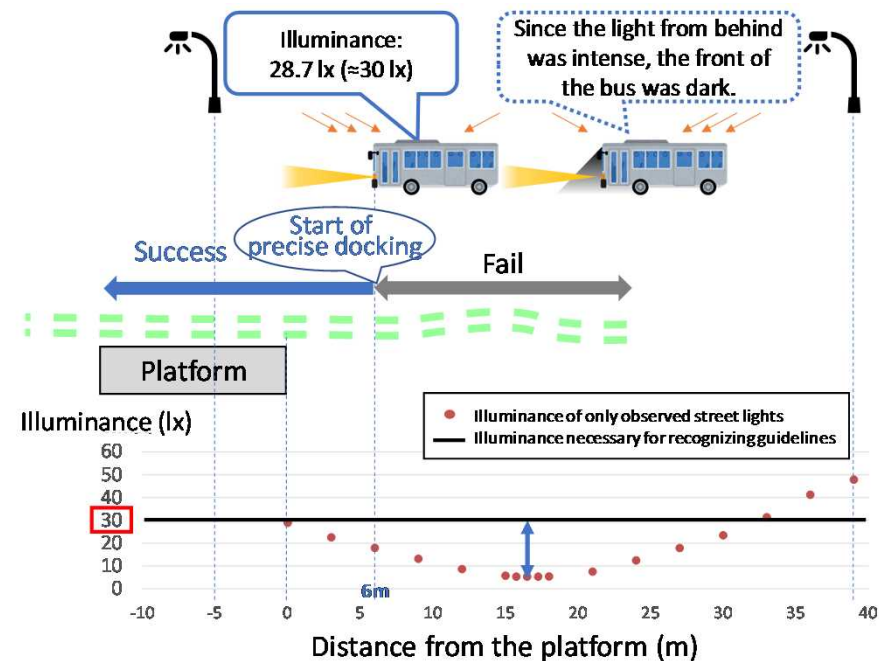 Illuminance:
28.7 lx (≈30 lx)
Since the light from behind
was intense, the front of
the bus was dark.
Start of
precise docking
Success
Fail
Platform
Illuminance (lx)
Illuminance of only observed street lights
Illuminance necessary for recognizing guidelines
60
50
40
30
20
10
0
6m
-10 -5 0 5 10 15 20 25 30 35 40
Distance from the platform (m)